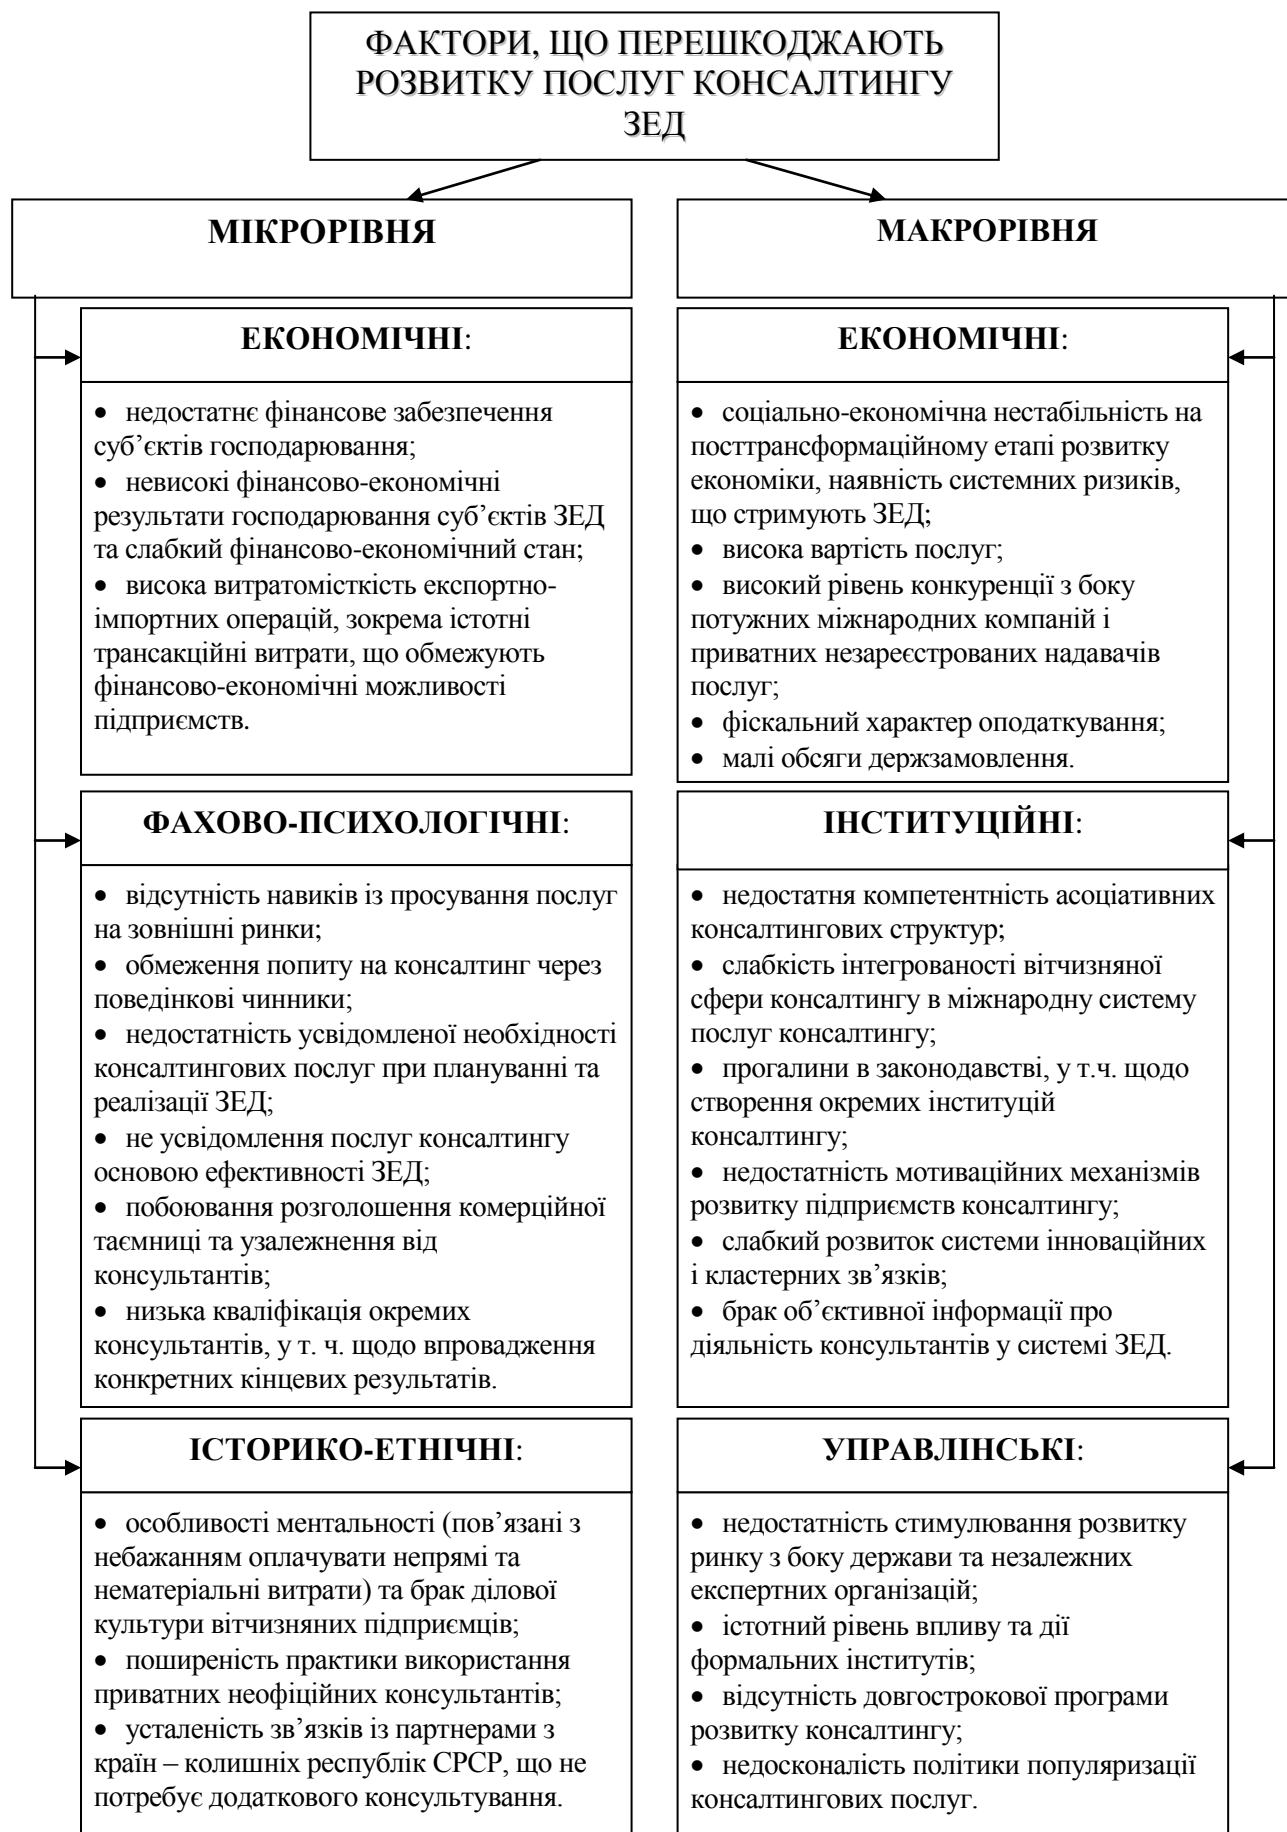 ФАКТОРИ, ЩО ПЕРЕШКОДЖАЮТЬ
РОЗВИТКУ ПОСЛУГ КОНСАЛТИНГУ
ЗЕД
МІКРОРІВНЯ
ЕКОНОМІЧНІ:
• недостатнє фінансове забезпечення
суб’єктів господарювання;
• невисокі фінансово-економічні
результати господарювання суб’єктів ЗЕД
та слабкий фінансово-економічний стан;
• висока витратомісткість експортно-
імпортних операцій, зокрема істотні
трансакційні витрати, що обмежують
фінансово-економічні можливості
підприємств.
ФАХОВО-ПСИХОЛОГІЧНІ:
• відсутність навиків із просування послуг
на зовнішні ринки;
• обмеження попиту на консалтинг через
поведінкові чинники;
• недостатність усвідомленої необхідності
консалтингових послуг при плануванні та
реалізації ЗЕД;
• не усвідомлення послуг консалтингу
основою ефективності ЗЕД;
• побоювання розголошення комерційної
таємниці та узалежнення від
консультантів;
• низька кваліфікація окремих
консультантів, у т. ч. щодо впровадження
конкретних кінцевих результатів.
ІСТОРИКО-ЕТНІЧНІ:
• особливості ментальності (пов’язані з
небажанням оплачувати непрямі та
нематеріальні витрати) та брак ділової
культури вітчизняних підприємців;
• поширеність практики використання
приватних неофіційних консультантів;
• усталеність зв’язків із партнерами з
країн – колишніх республік СРСР, що не
потребує додаткового консультування.
МАКРОРІВНЯ
ЕКОНОМІЧНІ:
• соціально-економічна нестабільність на
посттрансформаційному етапі розвитку
економіки, наявність системних ризиків,
що стримують ЗЕД;
• висока вартість послуг;
• високий рівень конкуренції з боку
потужних міжнародних компаній і
приватних незареєстрованих надавачів
послуг;
• фіскальний характер оподаткування;
• малі обсяги держзамовлення.
ІНСТИТУЦІЙНІ:
• недостатня компетентність асоціативних
консалтингових структур;
• слабкість інтегрованості вітчизняної
сфери консалтингу в міжнародну систему
послуг консалтингу;
• прогалини в законодавстві, у т.ч. щодо
створення окремих інституцій
консалтингу;
• недостатність мотиваційних механізмів
розвитку підприємств консалтингу;
• слабкий розвиток системи інноваційних
і кластерних зв’язків;
• брак об’єктивної інформації про
діяльність консультантів у системі ЗЕД.
УПРАВЛІНСЬКІ:
• недостатність стимулювання розвитку
ринку з боку держави та незалежних
експертних організацій;
• істотний рівень впливу та дії
формальних інститутів;
• відсутність довгострокової програми
розвитку консалтингу;
• недосконалість політики популяризації
консалтингових послуг.